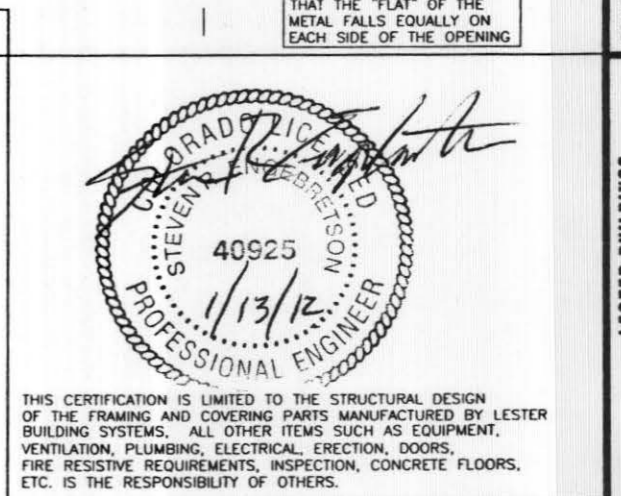 THAT THE "FLAT" OF THE
METAL FALLS EQUALLY ON
EACH SIDE OF THE OPENING
COLORADO LICENSED
STEVEN R. ENGEBRETSON
40925
1/13/12
PROFESSIONAL ENGINEER
THIS CERTIFICATION IS LIMITED TO THE STRUCTURAL DESIGN
OF THE FRAMING AND COVERING PARTS MANUFACTURED BY LESTER
BUILDING SYSTEMS, ALL OTHER ITEMS SUCH AS EQUIPMENT,
VENTILATION, PLUMBING, ELECTRICAL, ERECTION, DOORS,
FIRE RESISTIVE REQUIREMENTS, INSPECTION, CONCRETE FLOORS,
ETC. IS THE RESPONSIBILITY OF OTHERS.